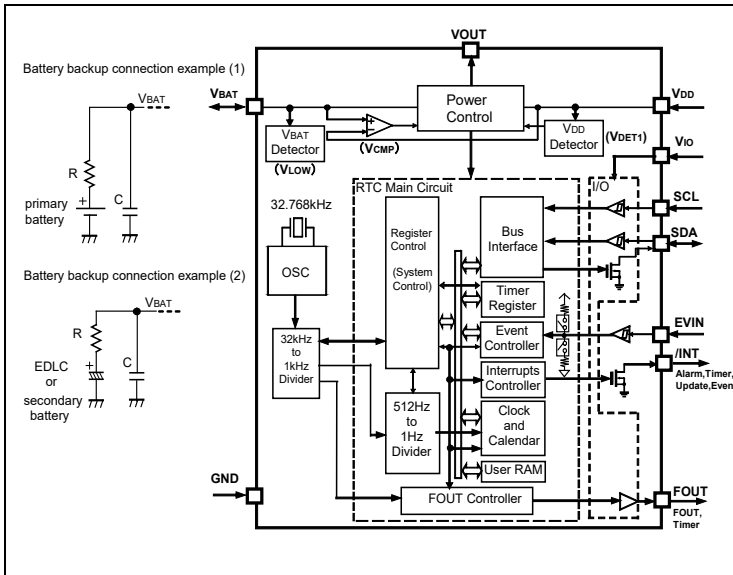 VOUT
Battery backup connection example (1)
VBAT
R
+
C
primary
battery
Battery backup connection example (2)
VBAT
R
+
C
EDLC
or
secondary
battery
VBAT
VDD
Power
Control
VBAT
Detector
(VLOW)
+
−
(VCMP)
VDD
Detector
(VDET1)
VIO
I/O
SCL
SDA
EVIN
/INT
Alarm,Timer,
Update,Even
FOUT
FOUT,
Timer
GND
RTC Main Circuit
32.768kHz
OSC
32kHz
to
1kHz
Divider
Register
Control
(System
Control)
512Hz
to
1Hz
Divider
Bus
Interface
Timer
Register
Event
Controller
Interrupts
Controller
Clock
and
Calendar
User RAM
FOUT Controller